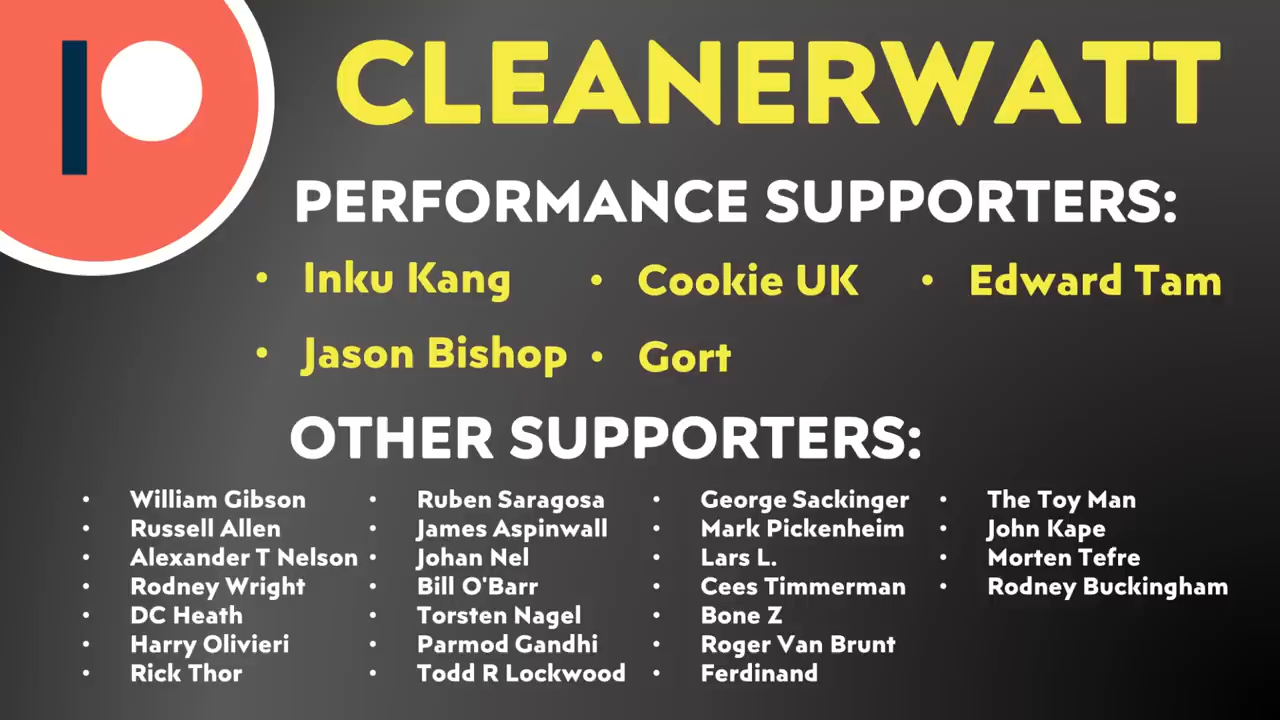 CLEANERWATT
PERFORMANCE SUPPORTERS:
• Inku Kang • Cookie UK • Edward Tam
• Jason Bishop • Gort
OTHER SUPPORTERS:
• William Gibson
• Russell Allen
• Alexander T Nelson
• Rodney Wright
• DC Heath
• Harry Olivieri
• Rick Thor
• Ruben Saragosa
• James Aspinwall
• Johan Nel
• Bill O'Barr
• Torsten Nagel
• Parmod Gandhi
• Todd R Lockwood
• George Sackinger
• Mark Pickenheim
• Lars L.
• Cees Timmerman
• Bone Z
• Roger Van Brunt
• Ferdinand
• The Toy Man
• John Kape
• Morten Tefre
• Rodney Buckingham